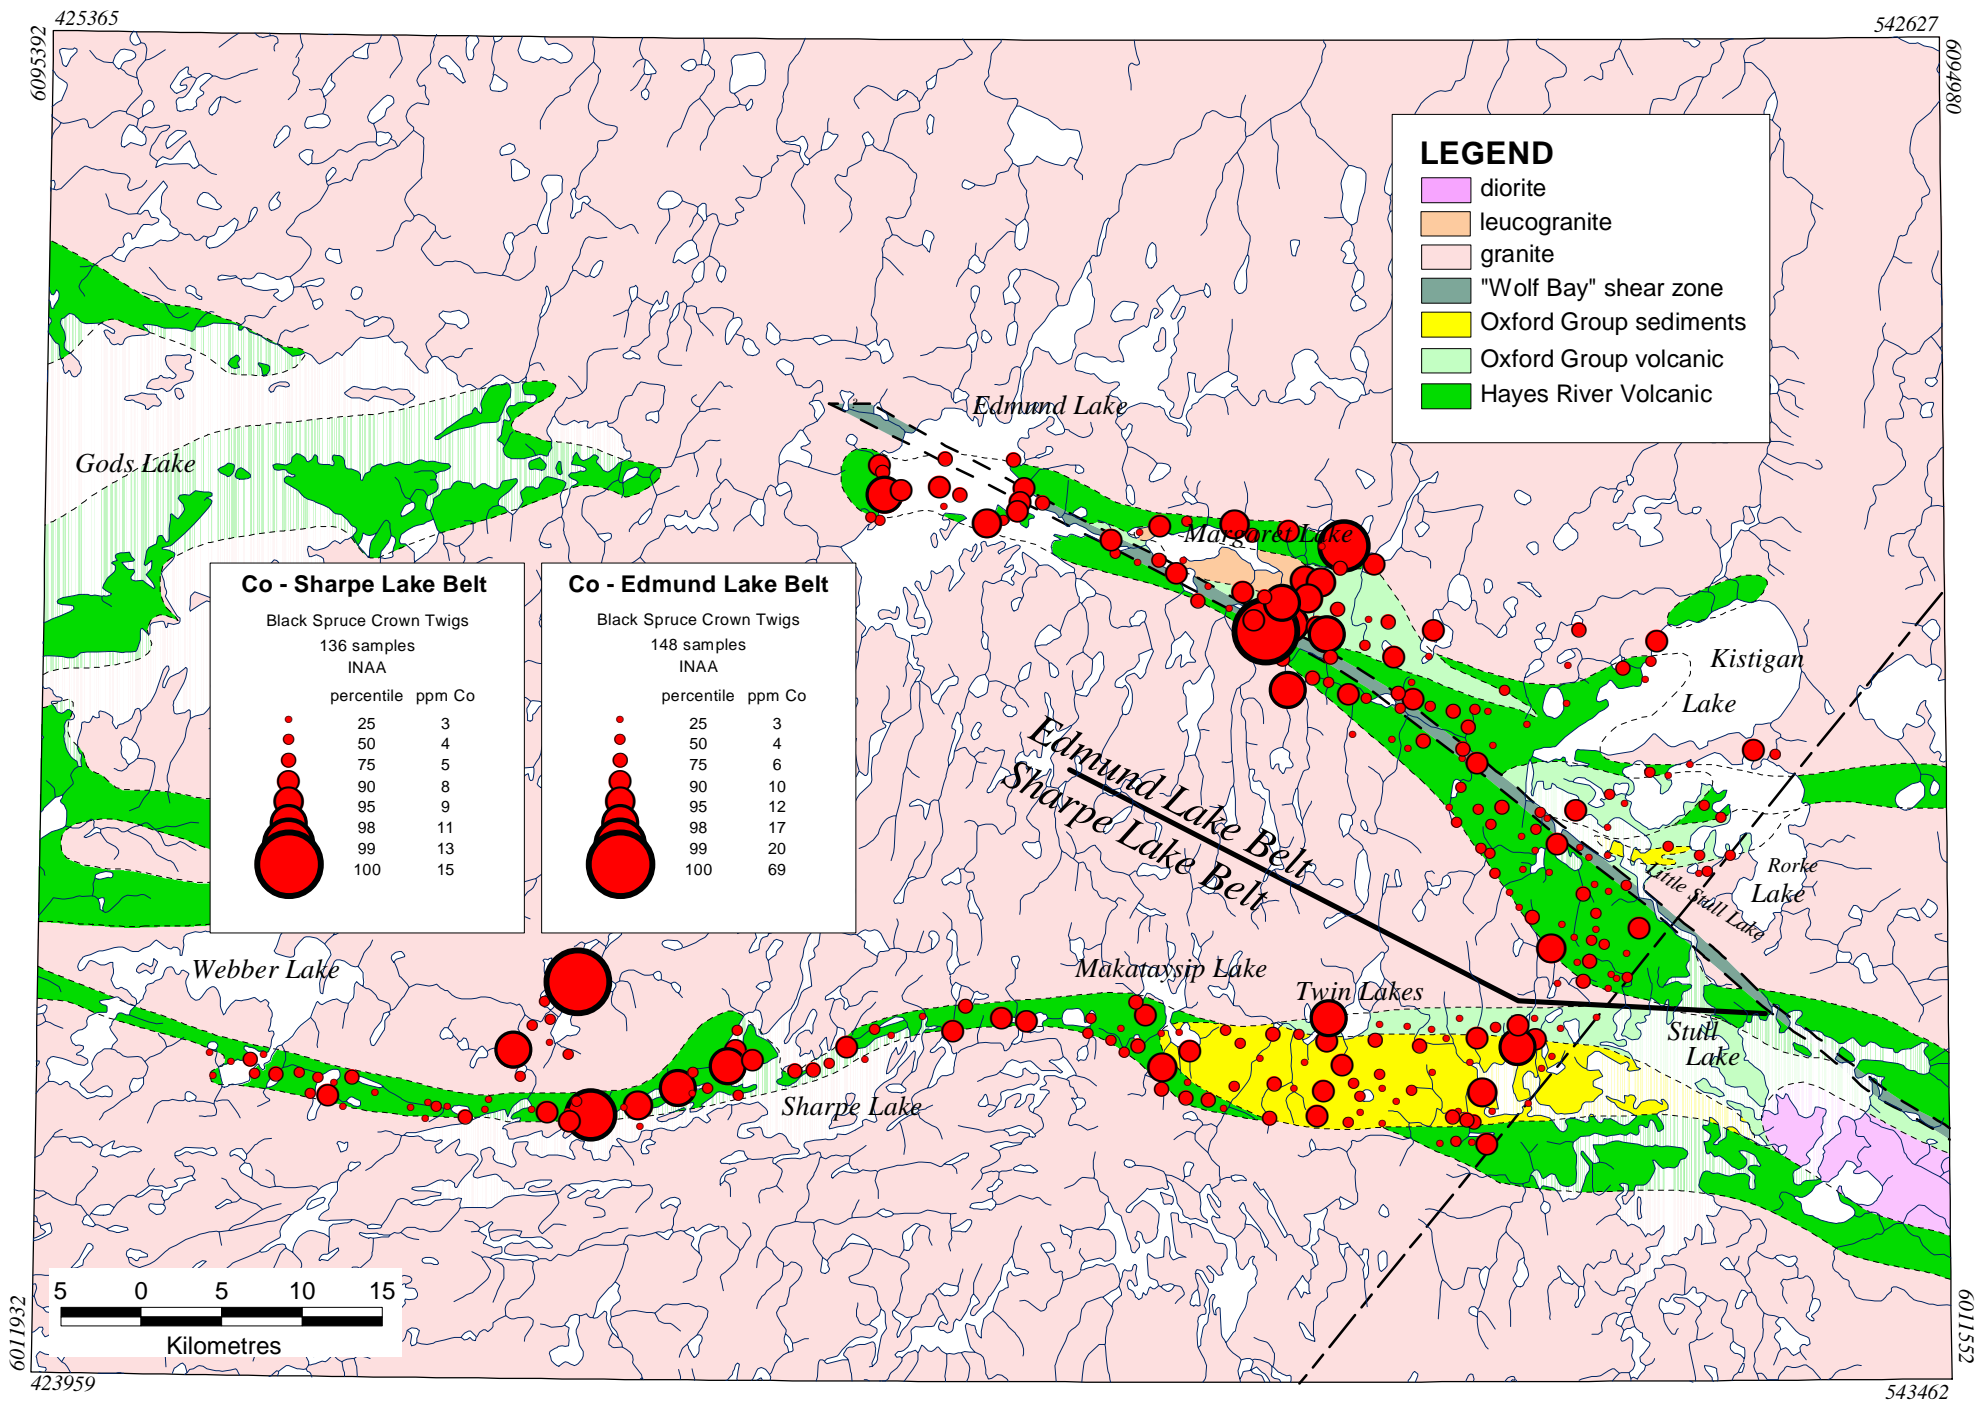 425365
542627
6095392
6094980
LEGEND
diorite
leucogranite
granite
"Wolf Bay" shear zone
Oxford Group sediments
Oxford Group volcanic
Hayes River Volcanic
Edmund Lake
Gods Lake
Margaret Lake
Co - Sharpe Lake Belt
Black Spruce Crown Twigs
136 samples
INAA
percentile ppm Co
25 3
50 4
75 5
90 8
95 9
98 11
99 13
100 15
Co - Edmund Lake Belt
Black Spruce Crown Twigs
148 samples
INAA
percentile ppm Co
25 3
50 4
75 6
90 10
95 12
98 17
99 20
100 69
Kistigan
Lake
Edmund Lake Belt
Sharpe Lake Belt
Rorke
Lake
Little Stull Lake
Webber Lake
Makataysip Lake
Twin Lakes
Stull
Lake
Sharpe Lake
5 0 5 10 15
Kilometres
6011932
6011552
423959
543462